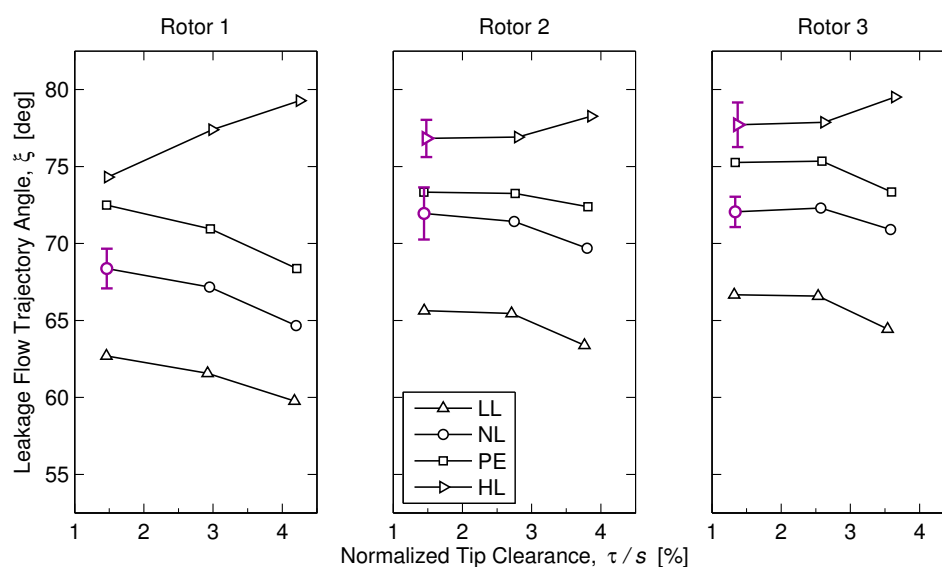 Rotor 1 Rotor 2 Rotor 3
Leakage Flow Trajectory Angle, ξ [deg]
80
75
70
65
60
55
LL
NL
PE
HL
1 2 3 4 1 2 3 4 1 2 3 4
Normalized Tip Clearance, τ / s [%]